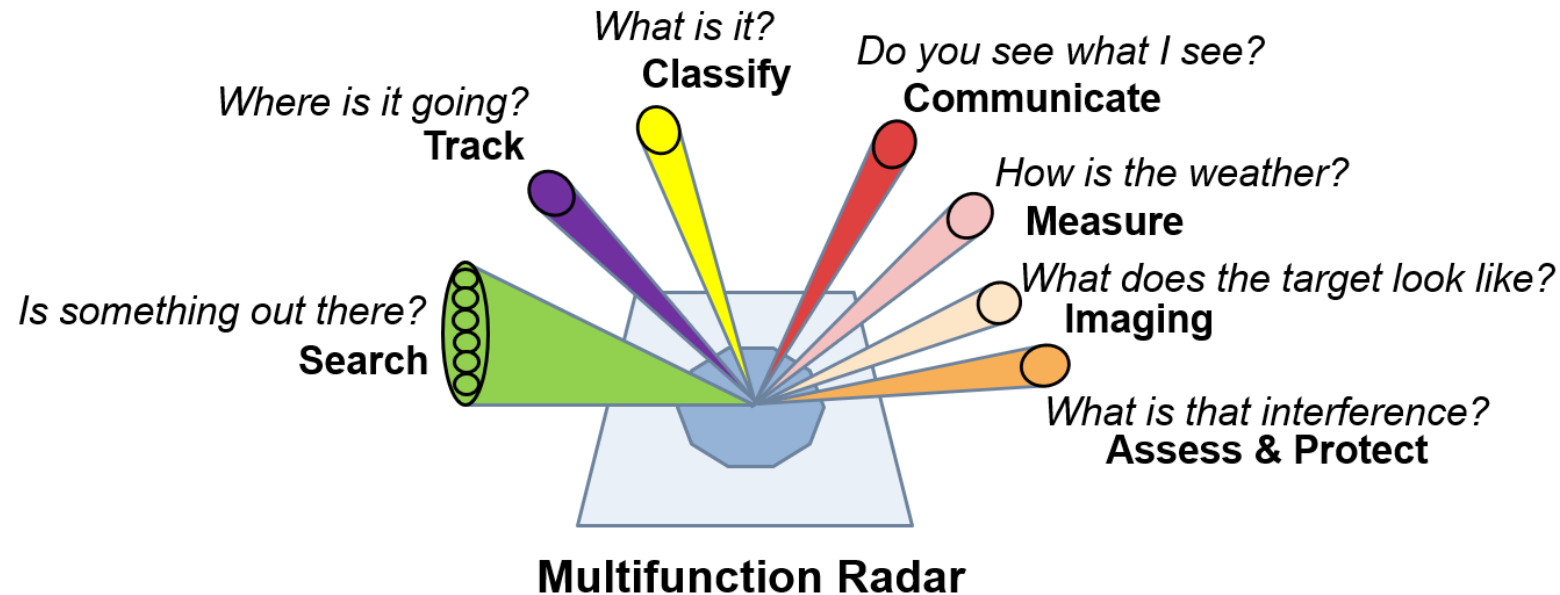 What is it?
Classify
Do you see what I see?
Communicate
Where is it going?
Track
How is the weather?
Measure
What does the target look like?
Imaging
Is something out there?
Search
What is that interference?
Assess & Protect
Multifunction Radar